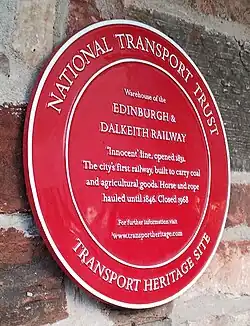 NATIONAL TRANSPORT TRUST
Warehouse of the
EDINBURGH &
DALKEITH RAILWAY
'Innocent' line, opened 1831.
The city's first railway, built to carry coal
and agricultural goods. Horse and rope
hauled until 1846. Closed 1968
For further information visit
www.transportheritage.com
TRANSPORT HERITAGE SITE